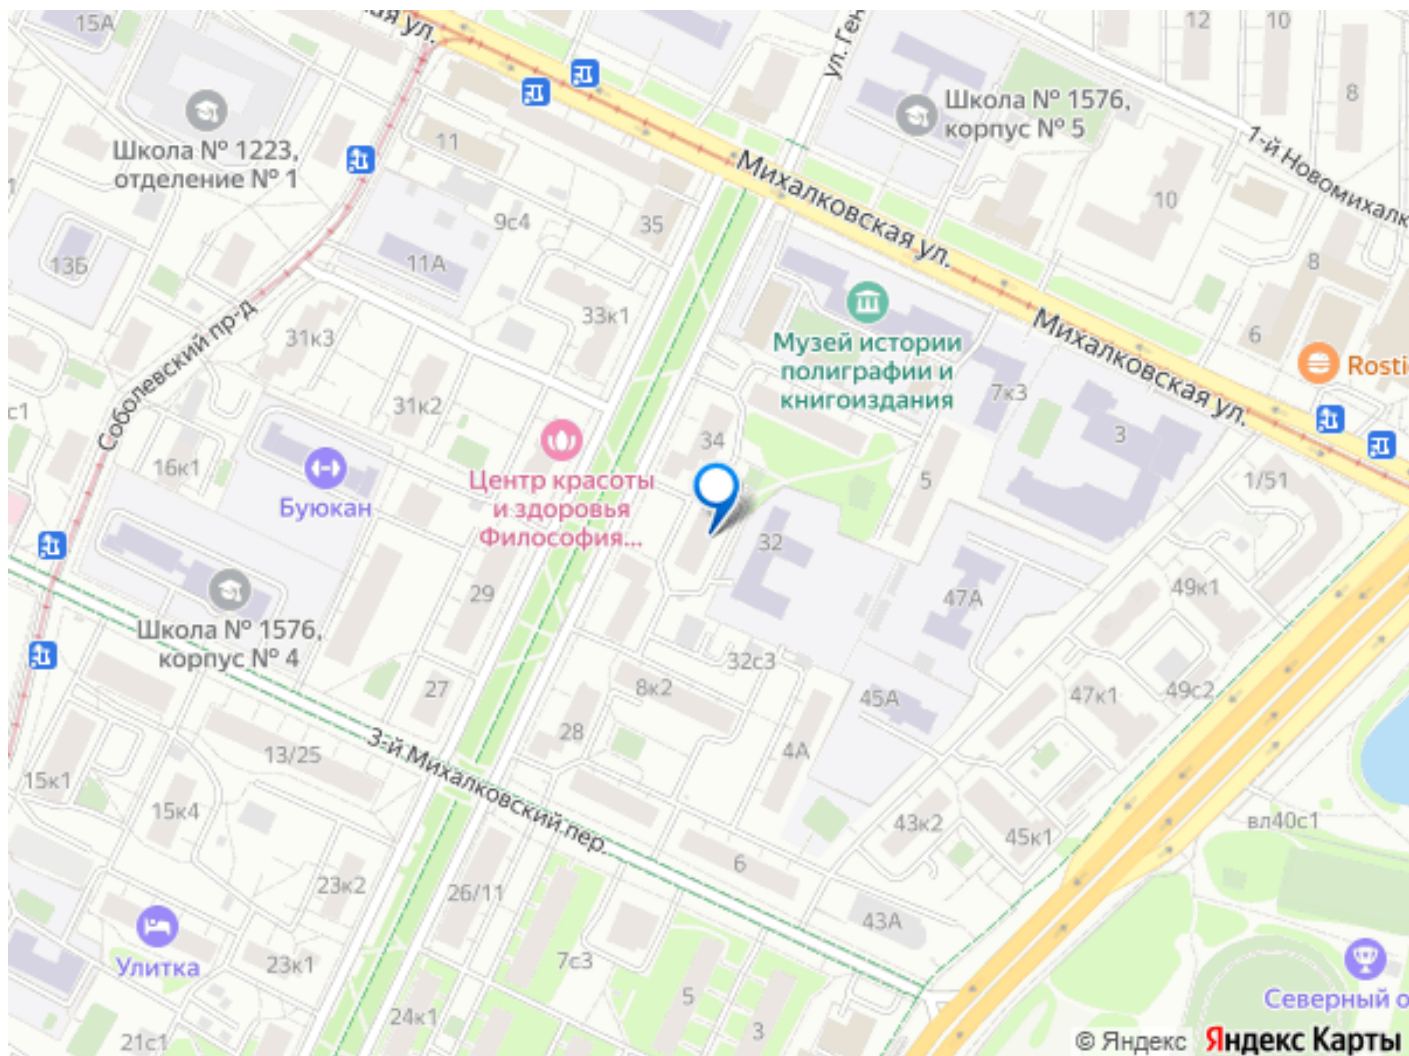 15А
ская ул.
ул. Ген
12
10
8
Школа № 1576,
корпус № 5
1-й Новомихалк
11
Школа № 1223,
отделение № 1
Михалковская ул.
9с4
35
10
13Б
11А
8
33к1
Музей истории
полиграфии и
книгоиздания
31к3
Соболевский пр-д
Михалковская ул.
6
Rosti
7к3
с1
31к2
34
3
16к1
Буюкан
Центр красоты
и здоровья
Философия...
5
1/51
32
29
47А
49к1
Школа № 1576,
корпус № 4
32с3
27
8к2
45А
47к1
49с2
28
4А
3-й Михалковский пер.
13/25
15к1
15к4
43к2
45к1
вл40с1
6
23к2
26/11
43А
Улитка
23к1
7с3
5
Северный о
24к1
3
21с1
© Яндекс Яндекс Карты